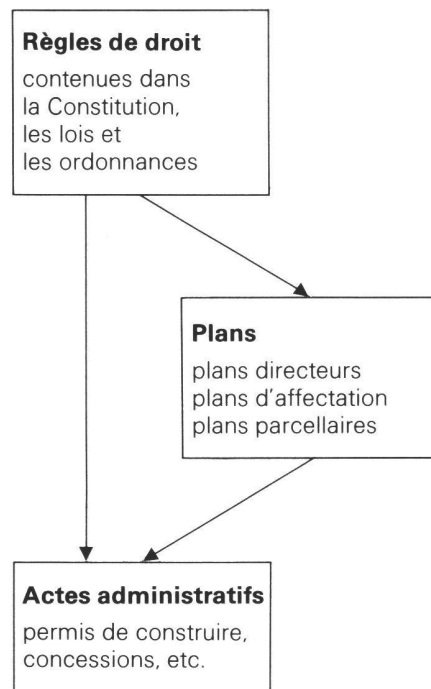 Règles de droit
contenues dans
la Constitution,
les lois et
les ordonnances
Plans
plans directeurs
plans d'affectation
plans parcellaires
Actes administratifs
permis de construire,
concessions, etc.